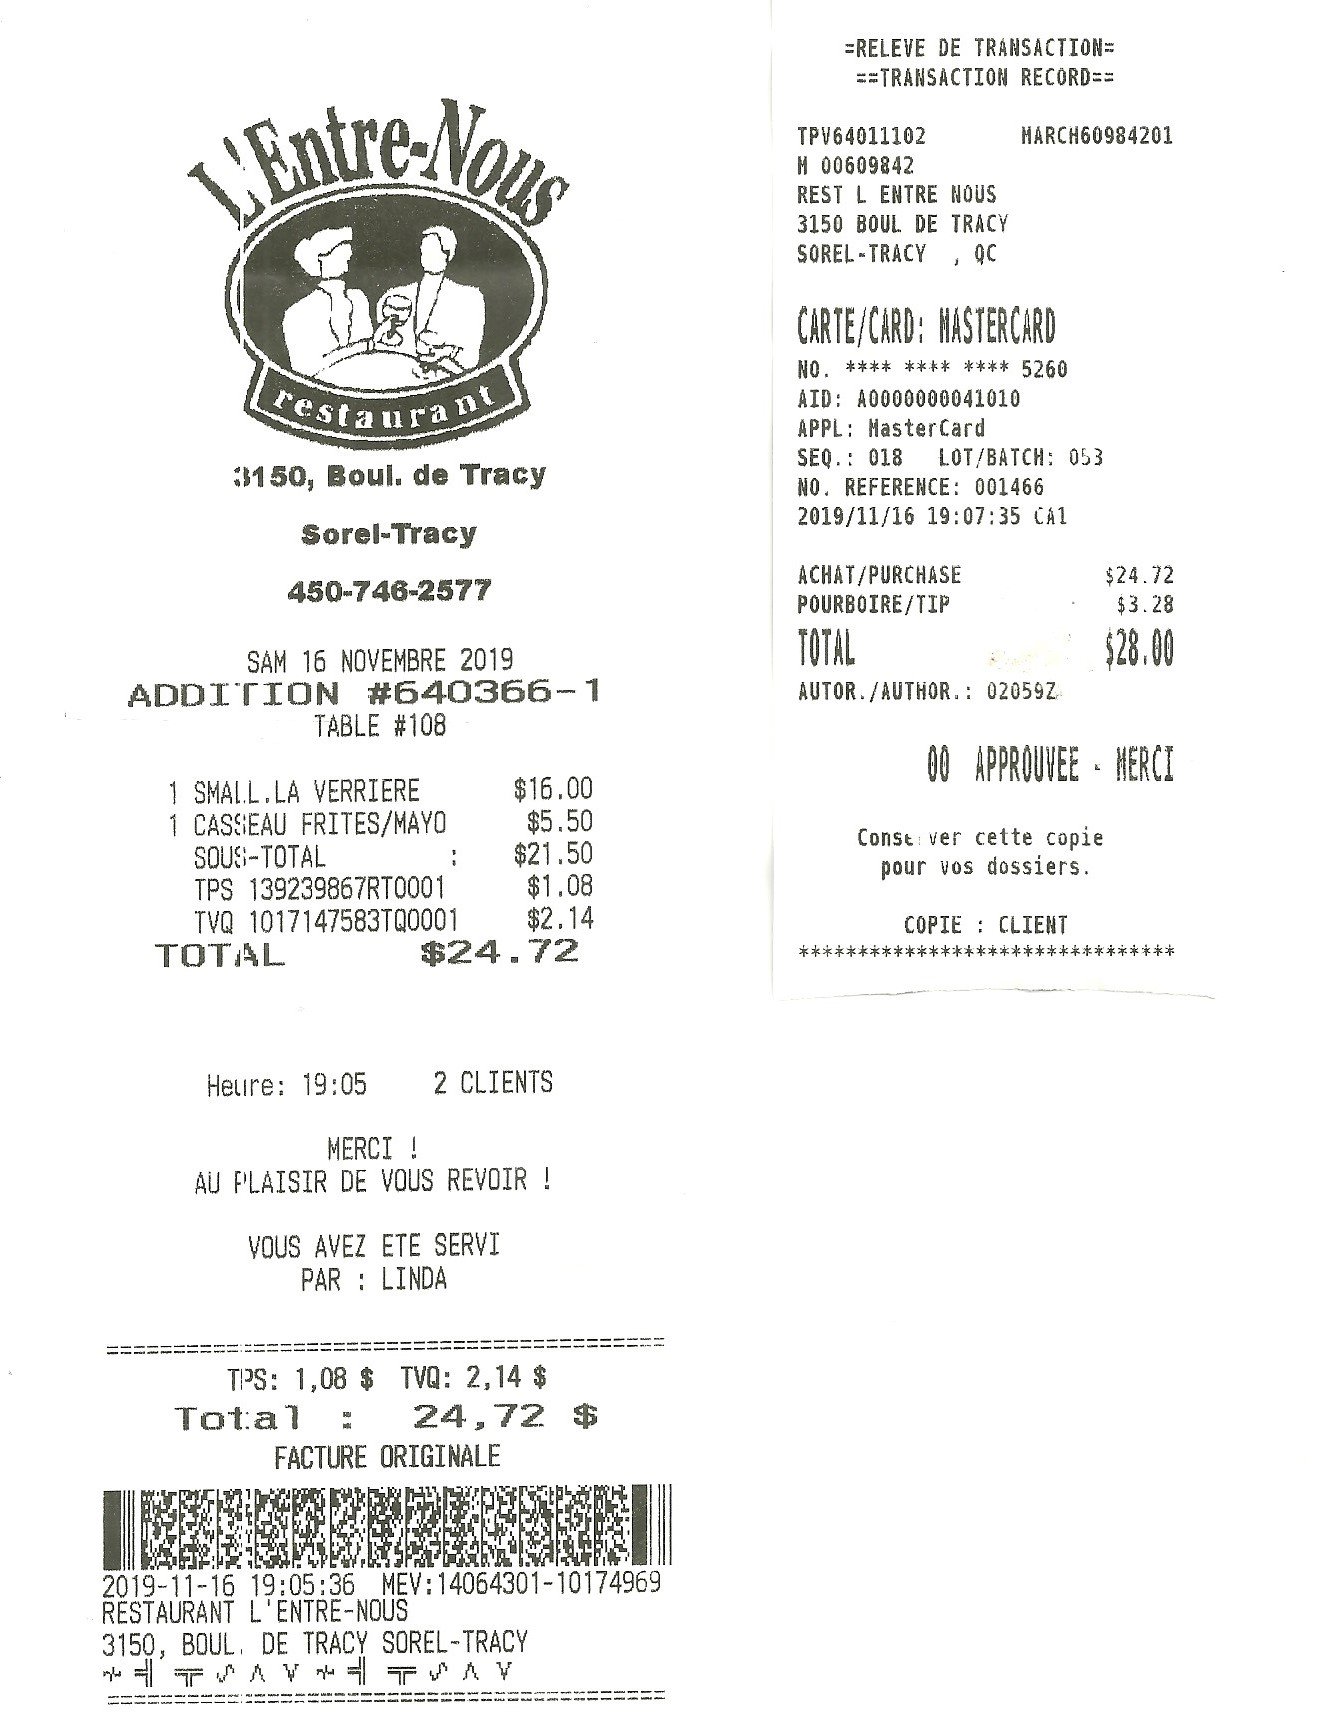 L'Entre-Nous
restaurant
3150, Boul. de Tracy
Sorel-Tracy
450-746-2577
SAM 16 NOVEMBRE 2019
ADDITION #640366-1
TABLE #108
1 SMALL.LA VERRIERE $16.00
1 CASSEAU FRITES/MAYO $5.50
SOUS-TOTAL : $21.50
TPS 139239867RT0001 $1.08
TVQ 1017147583TQ0001 $2.14
TOTAL $24.72
Heure: 19:05 2 CLIENTS
MERCI !
AU PLAISIR DE VOUS REVOIR !
VOUS AVEZ ETE SERVI
PAR : LINDA
TPS: 1,08 $ TVQ: 2,14 $
Total : 24,72 $
FACTURE ORIGINALE
2019-11-16 19:05:36 MEV:14064301-10174969
RESTAURANT L'ENTRE-NOUS
3150, BOUL. DE TRACY SOREL-TRACY
=RELEVE DE TRANSACTION=
==TRANSACTION RECORD==
TPV64011102 MARCH60984201
M 00609842
REST L ENTRE NOUS
3150 BOUL DE TRACY
SOREL-TRACY , QC
CARTE/CARD: MASTERCARD
NO. **** **** **** 5260
AID: A0000000041010
APPL: MasterCard
SEQ.: 018 LOT/BATCH: 053
NO. REFERENCE: 001466
2019/11/16 19:07:35 CA1
ACHAT/PURCHASE $24.72
POURBOIRE/TIP $3.28
TOTAL $28.00
AUTOR./AUTHOR.: 02059Z
00 APPROUVEE - MERCI
Conserver cette copie
pour vos dossiers.
COPIE : CLIENT
********************************